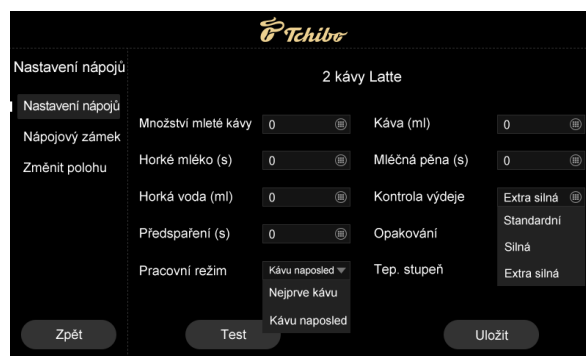 Tchibo
Nastavení nápojů
2 kávy Latte
Nastavení nápojů
Nápojový zámek
Změnit polohu
Množství mleté kávy 0
Káva (ml) 0
Horké mléko (s) 0
Mléčná pěna (s) 0
Horká voda (ml) 0
Kontrola výdeje Extra silná
Standardní
Silná
Extra silná
Předspaření (s) 0
Opakování
Pracovní režim Kávu naposled
Nejprve kávu
Kávu naposled
Tep. stupeň
Zpět
Test
Uložit